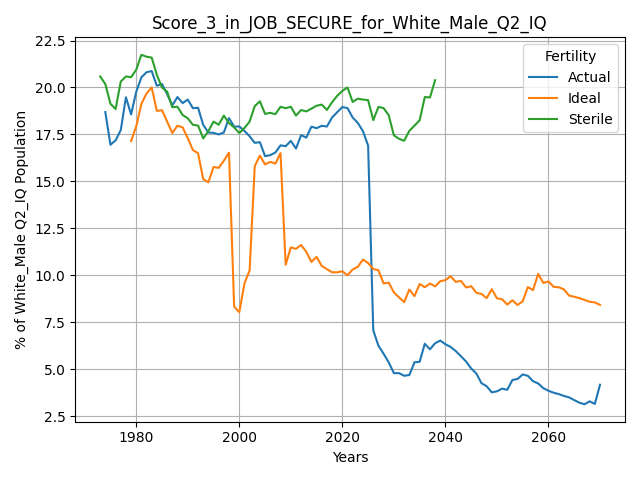 Score_3_in_JOB_SECURE_for_White_Male_Q2_IQ
% of White_Male Q2_IQ Population
22.5
20.0
17.5
15.0
12.5
10.0
7.5
5.0
2.5
Fertility
Actual
Ideal
Sterile
1980
2000
2020
2040
2060
Years